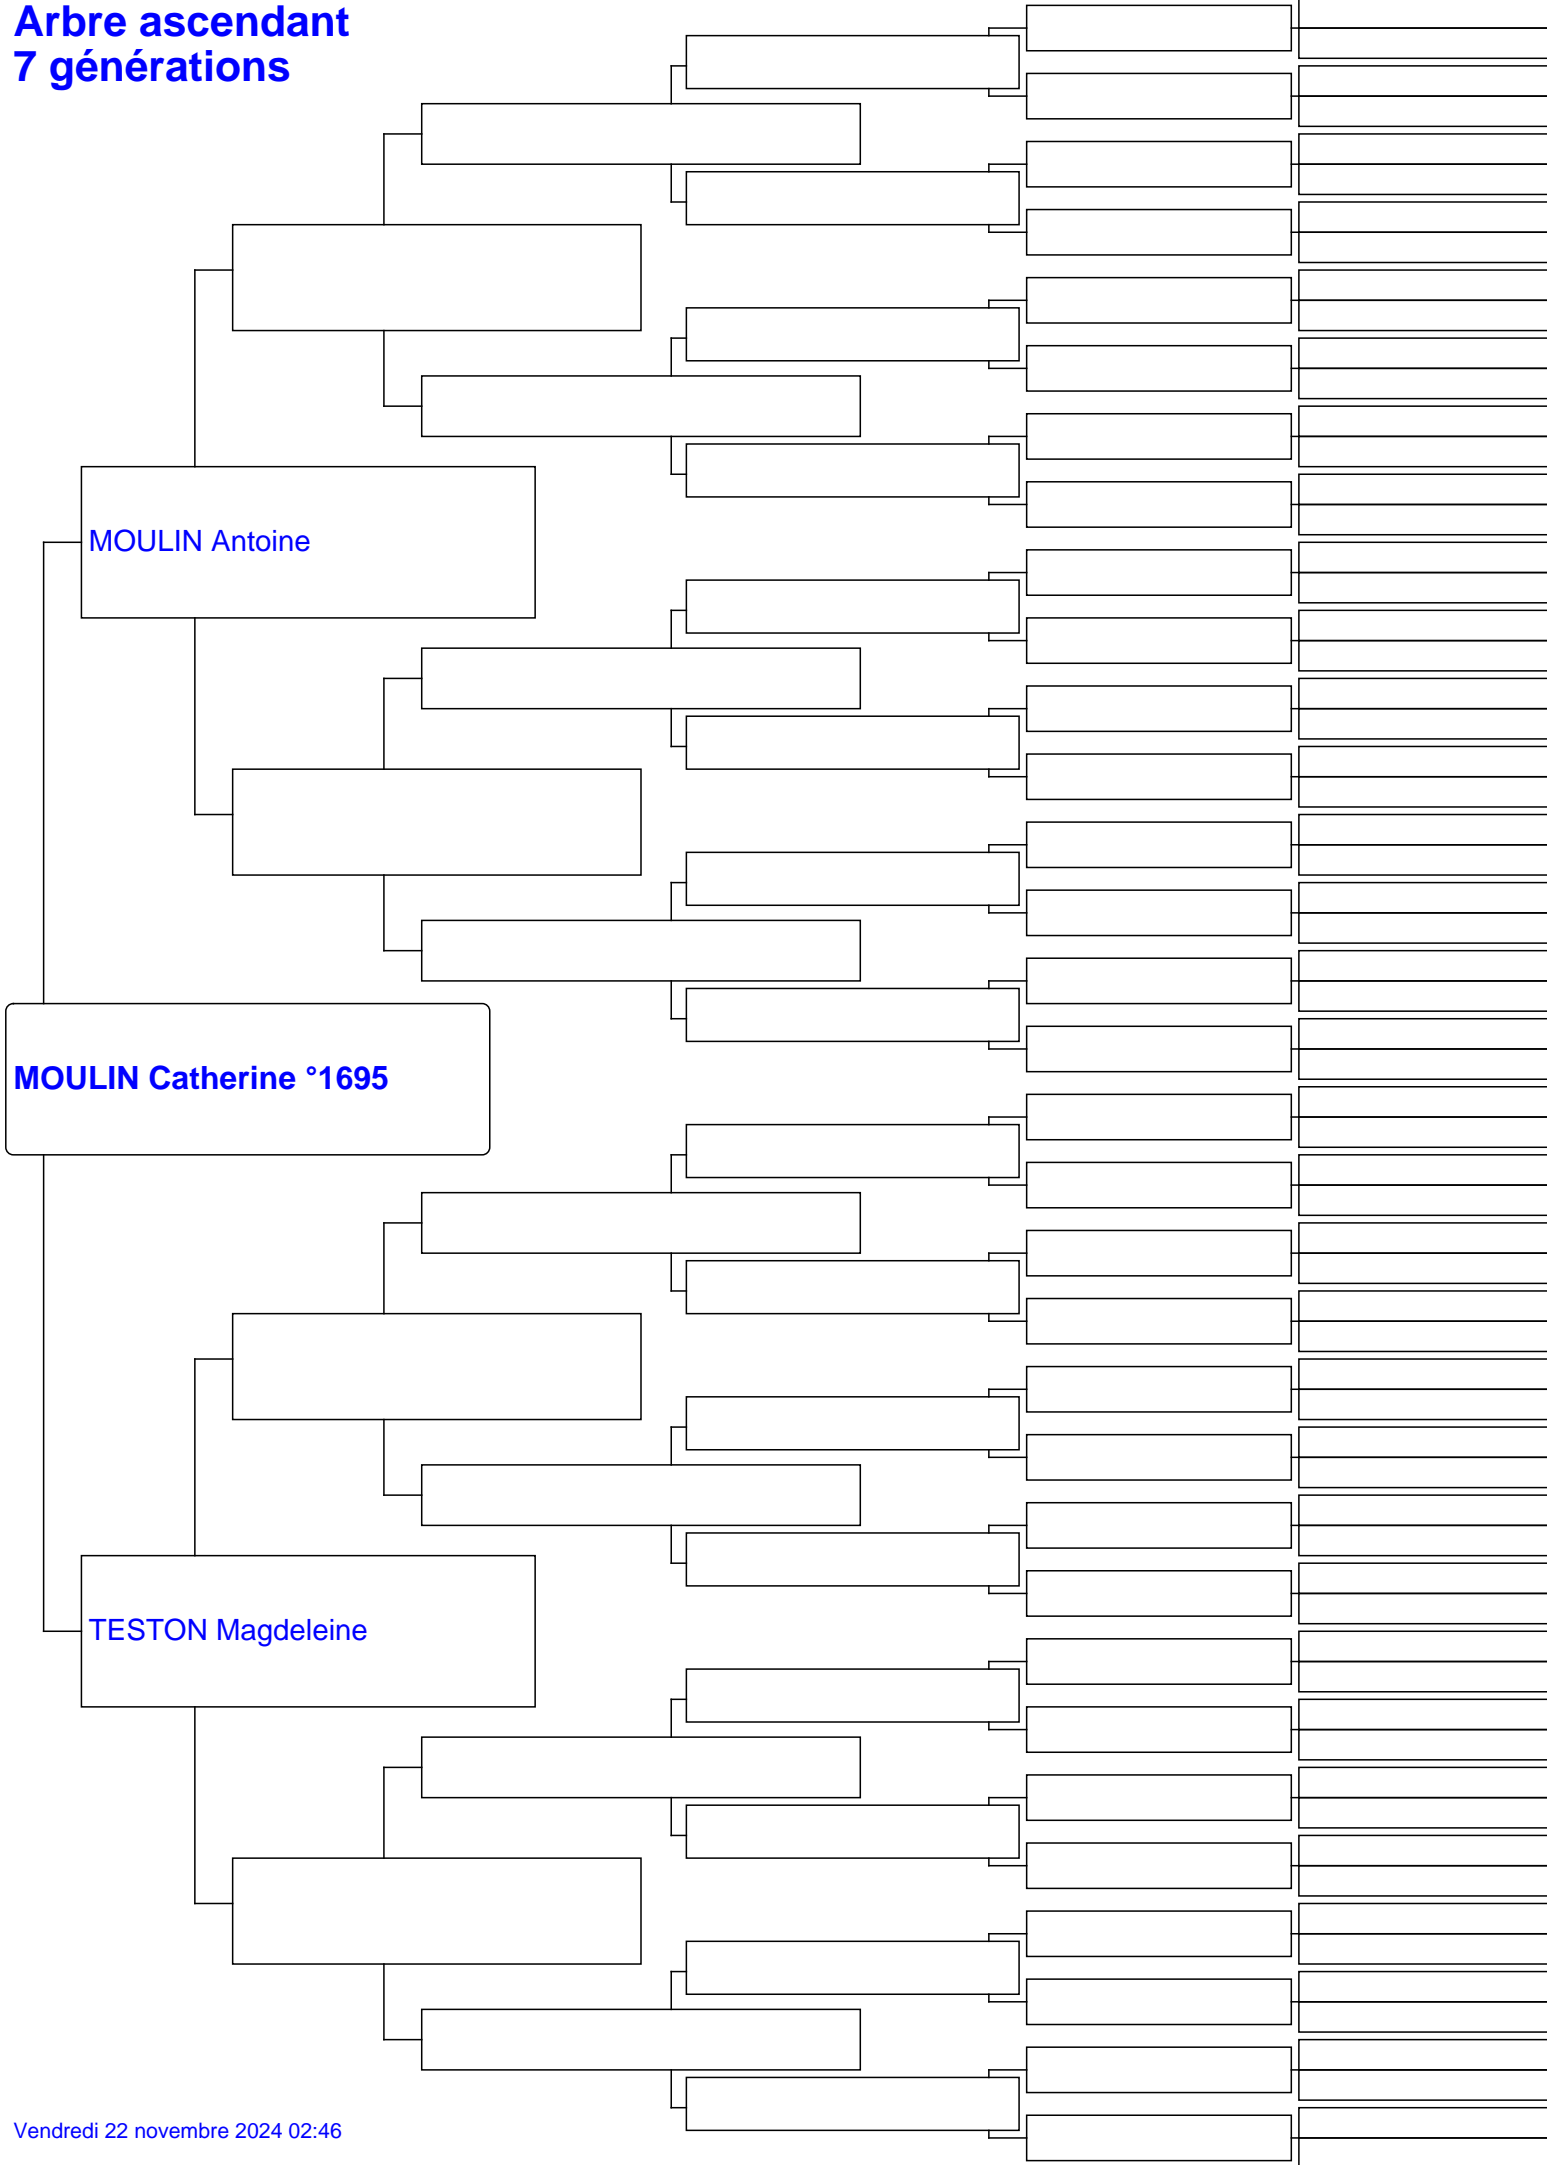 Arbre ascendant
7 générations
MOULIN Antoine
MOULIN Catherine °1695
TESTON Magdeleine
Vendredi 22 novembre 2024 02:46